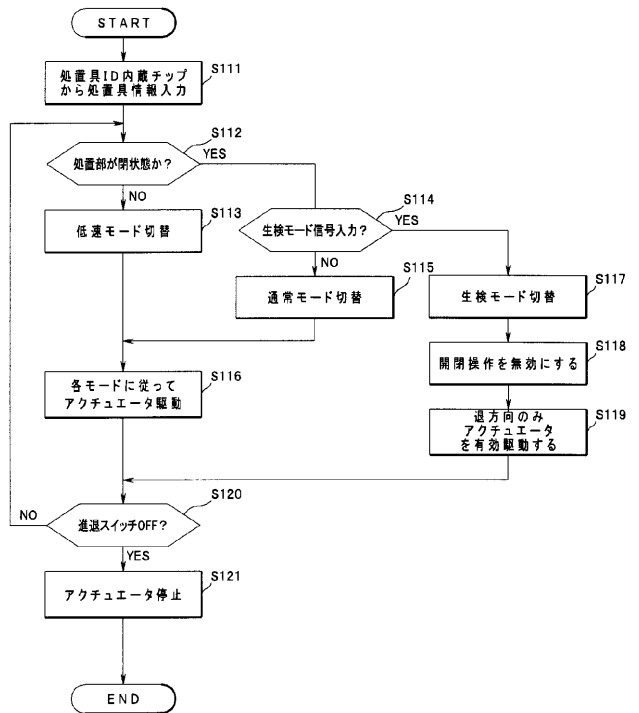 START
S111
処置具ID内蔵チップ
から処置具情報入力
S112
処置部が閉状態か？
YES
NO
S113
低速モード切替
S114
生検モード信号入力？
YES
NO
S115
通常モード切替
S117
生検モード切替
S118
開閉操作を無効にする
S116
各モードに従って
アクチュエータ駆動
S119
退方向のみ
アクチュエータ
を有効駆動する
S120
進退スイッチOFF？
NO
YES
S121
アクチュエータ停止
END